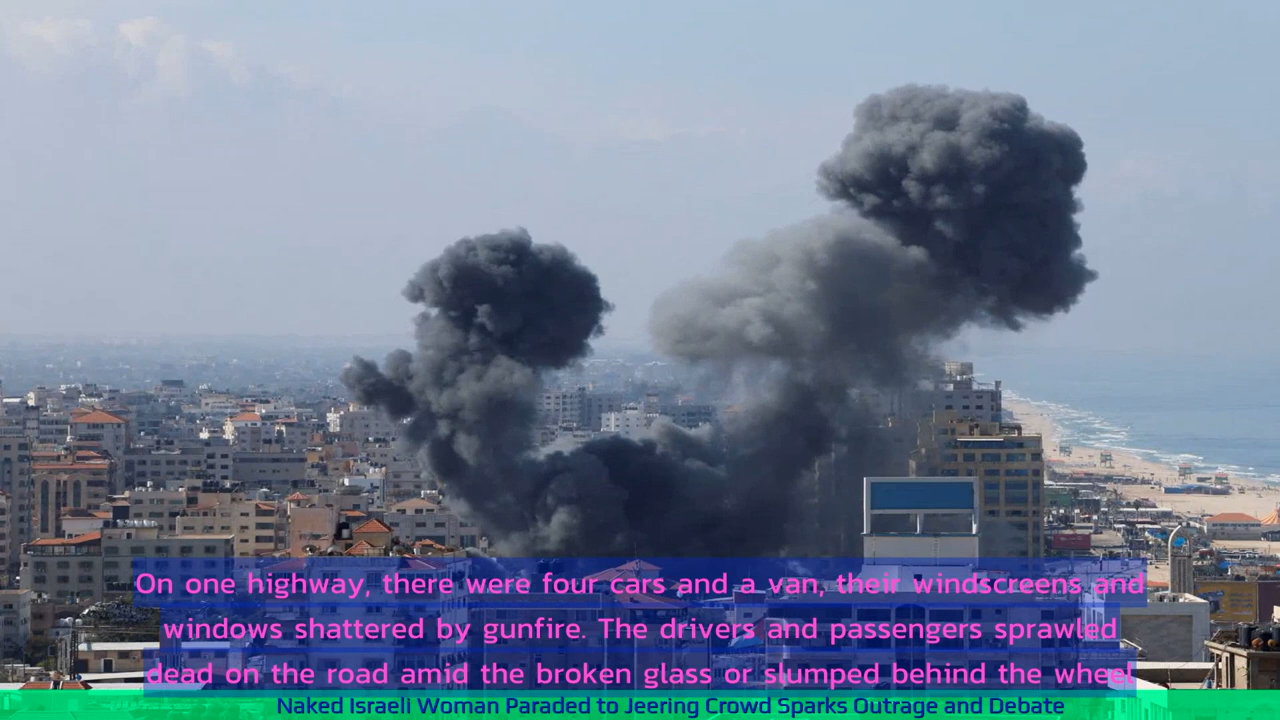 On one highway, there were four cars and a van, their windscreens and
windows shattered by gunfire. The drivers and passengers sprawled
dead on the road amid the broken glass or slumped behind the wheel
Naked Israeli Woman Paraded to Jeering Crowd Sparks Outrage and Debate